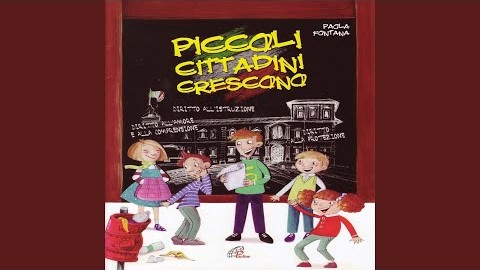 PAOLA
FONTANA
PICCOLI
CITTADINI
CRESCONO
DIRITTO ALL'ISTRUZIONE
DIRITTO ALL'AMORE
E ALLA COMPRENSIONE
DIRITTO
PROTEZIONE